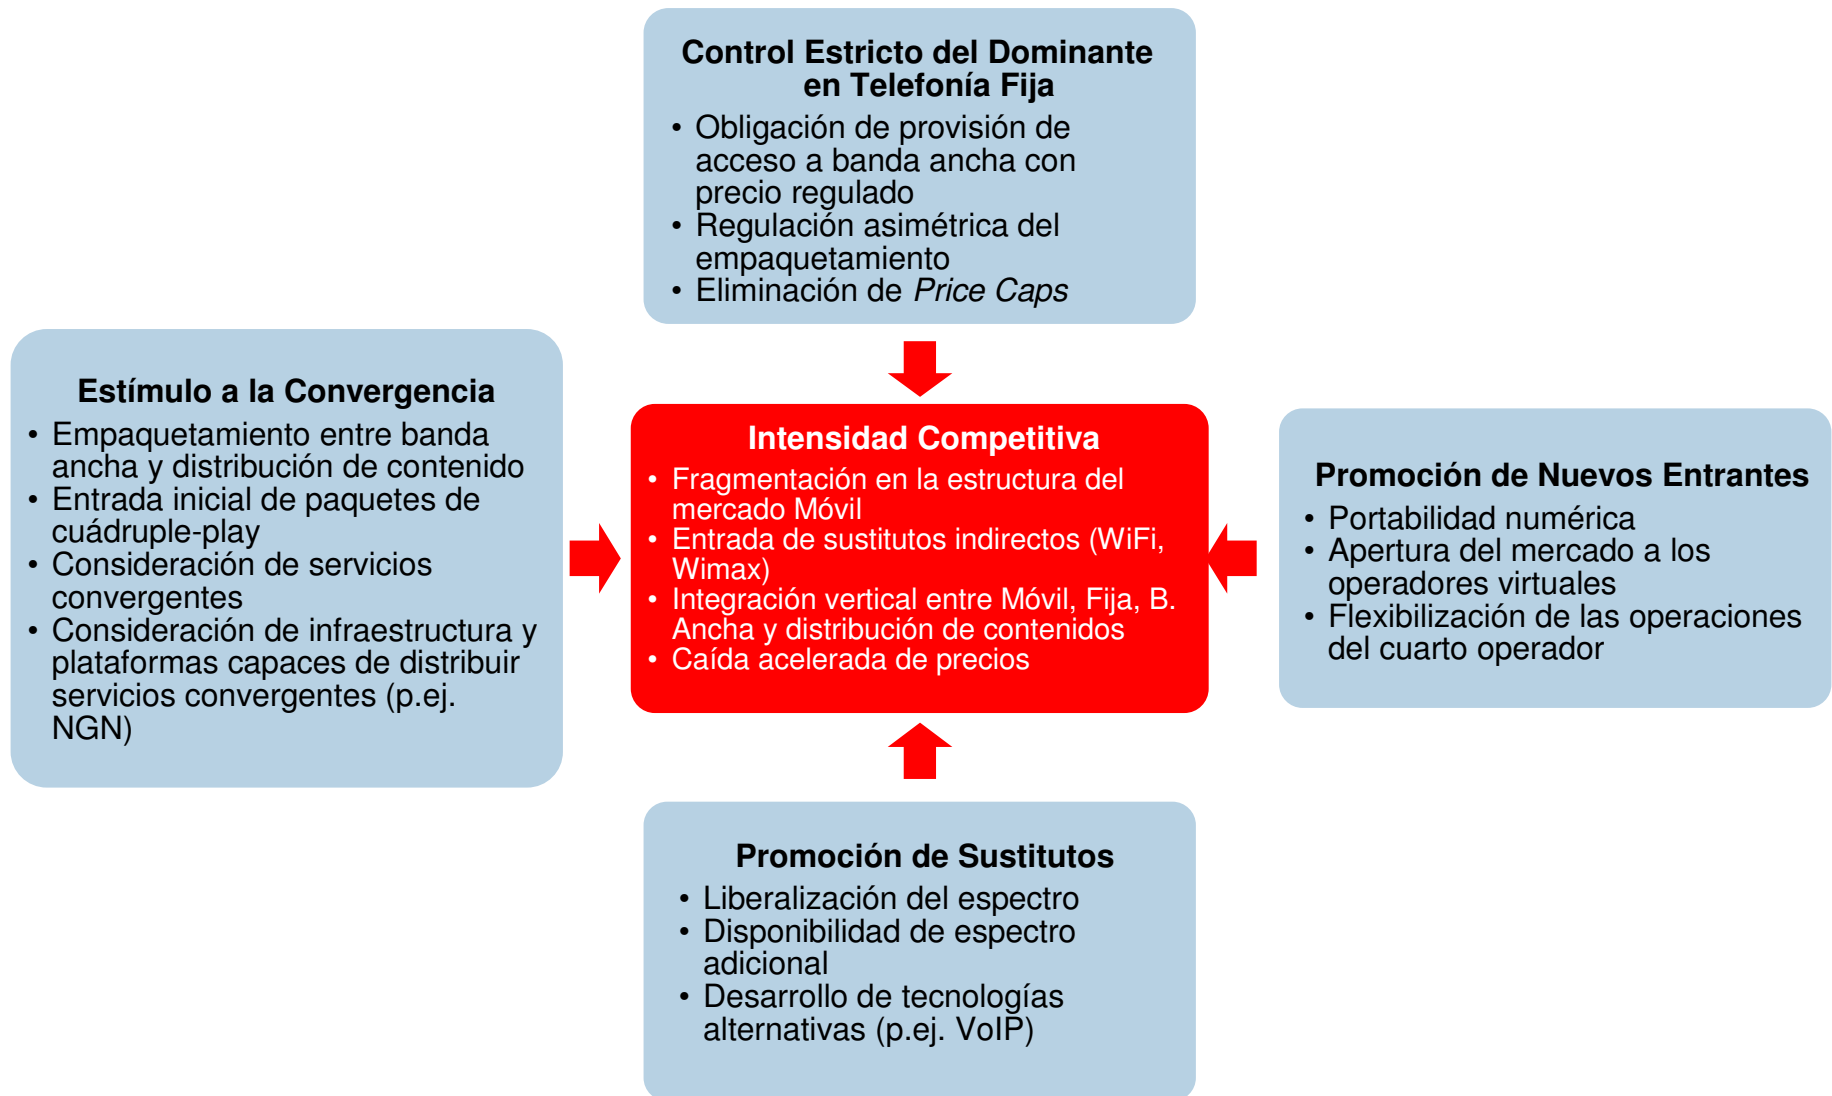 Control Estricto del Dominante
en Telefonía Fija
• Obligación de provisión de
acceso a banda ancha con
precio regulado
• Regulación asimétrica del
empaquetamiento
• Eliminación de Price Caps
Estímulo a la Convergencia
• Empaquetamiento entre banda
ancha y distribución de contenido
• Entrada inicial de paquetes de
cuádruple-play
• Consideración de servicios
convergentes
• Consideración de infraestructura y
plataformas capaces de distribuir
servicios convergentes (p.ej.
NGN)
Intensidad Competitiva
• Fragmentación en la estructura del
mercado Móvil
• Entrada de sustitutos indirectos (WiFi,
Wimax)
• Integración vertical entre Móvil, Fija, B.
Ancha y distribución de contenidos
• Caída acelerada de precios
Promoción de Nuevos Entrantes
• Portabilidad numérica
• Apertura del mercado a los
operadores virtuales
• Flexibilización de las operaciones
del cuarto operador
Promoción de Sustitutos
• Liberalización del espectro
• Disponibilidad de espectro
adicional
• Desarrollo de tecnologías
alternativas (p.ej. VoIP)